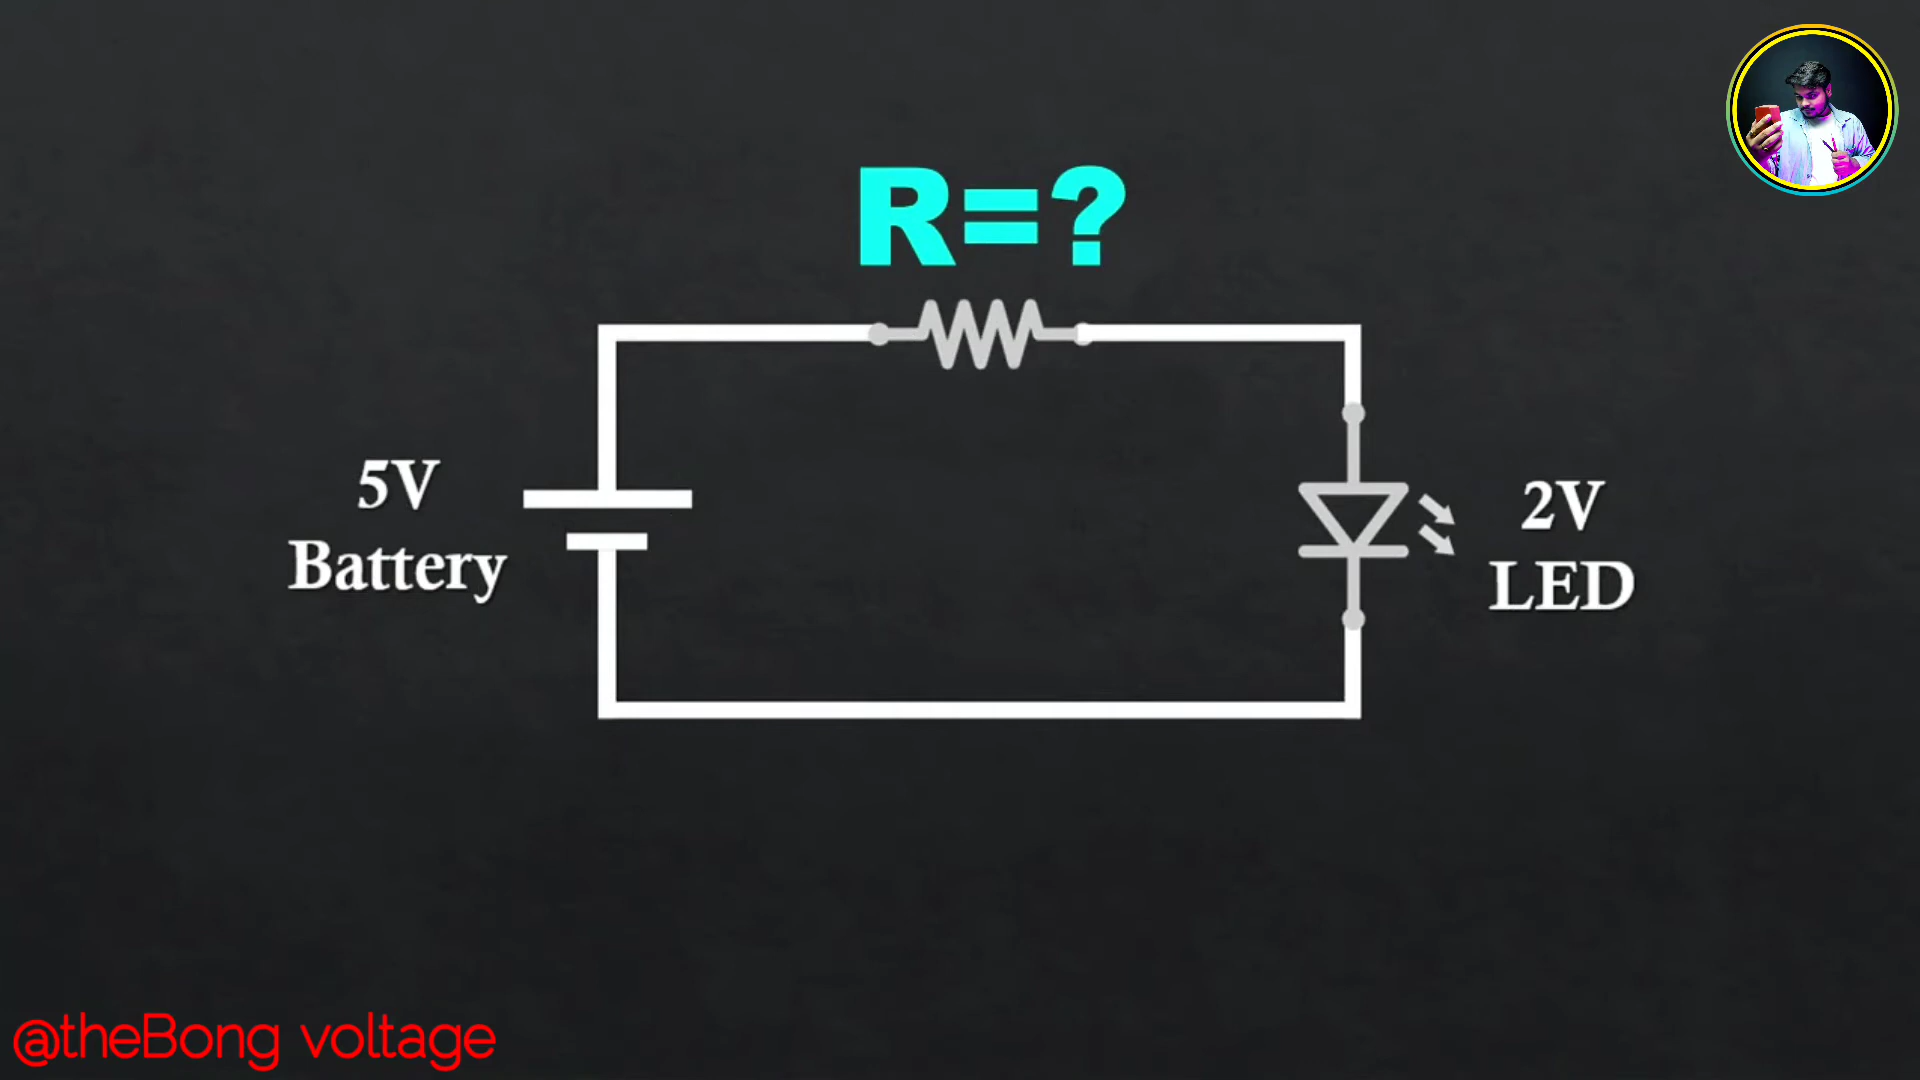 R=?
5V
Battery
2V
LED
@theBong voltage